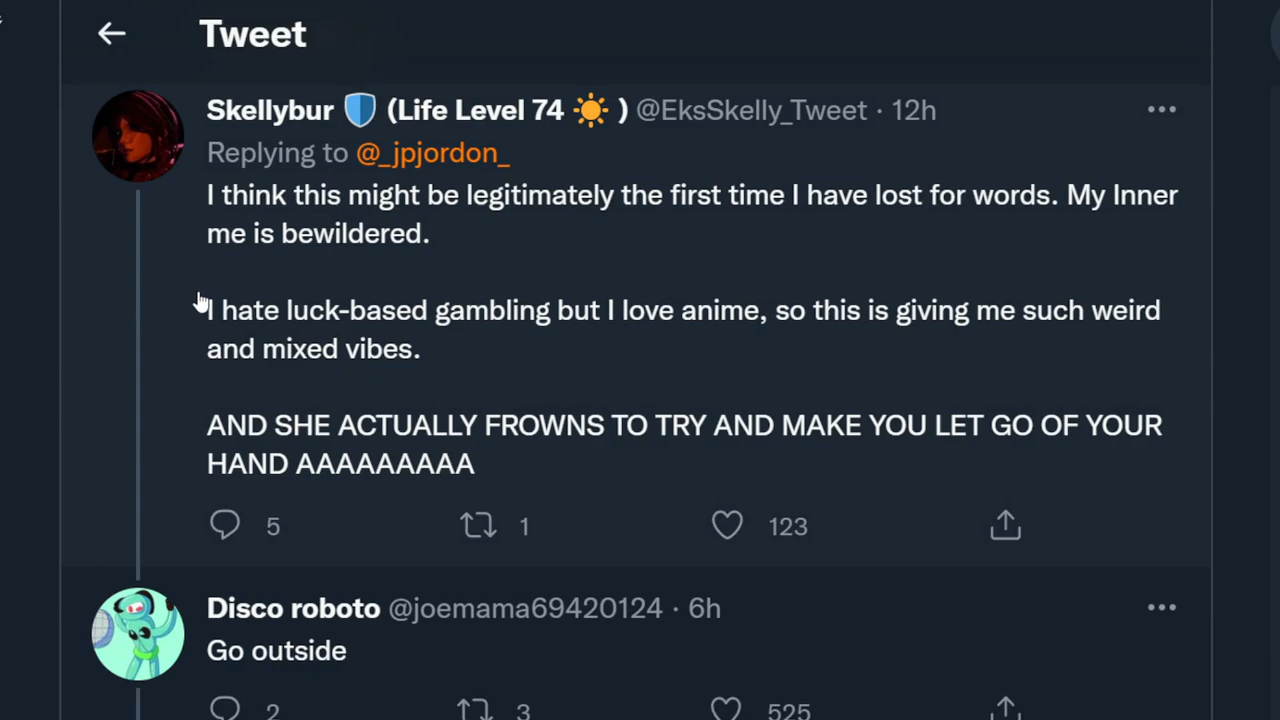 Tweet
Skellybur 🛡️ (Life Level 74 ☀️ ) @EksSkelly_Tweet · 12h
Replying to @_jpjordon_
I think this might be legitimately the first time I have lost for words. My Inner
me is bewildered.
I hate luck-based gambling but I love anime, so this is giving me such weird
and mixed vibes.
AND SHE ACTUALLY FROWNS TO TRY AND MAKE YOU LET GO OF YOUR
HAND AAAAAAAAA
5 1 123
Disco roboto @joemama69420124 · 6h
Go outside
2 3 525